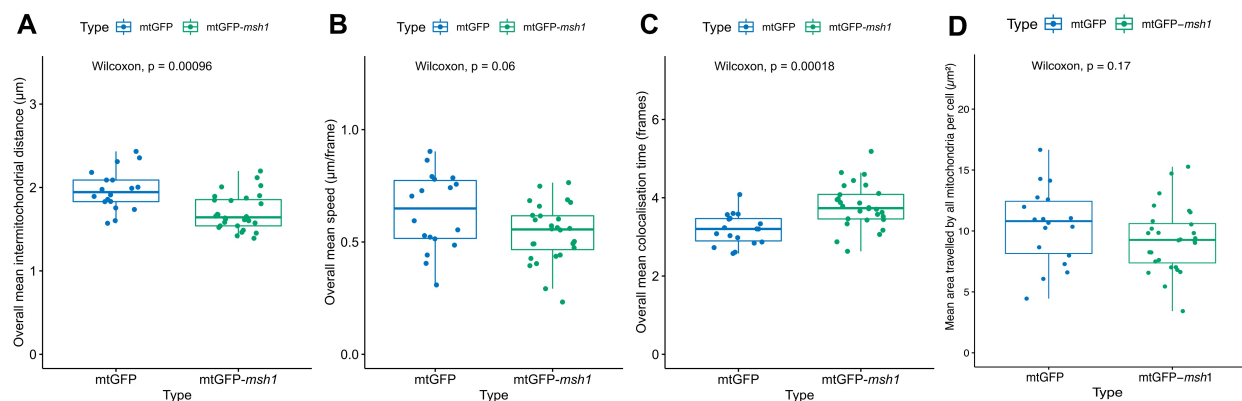 A
Type mtGFP mtGFP-msh1
Wilcoxon, p = 0.00096
Overall mean intermitochondrial distance (μm)
3
2
1
0
mtGFP mtGFP-msh1
Type
B
Type mtGFP mtGFP-msh1
Wilcoxon, p = 0.06
Overall mean speed (μm/frame)
1.0
0.5
0.0
mtGFP mtGFP-msh1
Type
C
Type mtGFP mtGFP-msh1
Wilcoxon, p = 0.00018
Overall mean colocalisation time (frames)
6
4
2
0
mtGFP mtGFP-msh1
Type
D
Type mtGFP mtGFP−msh1
Wilcoxon, p = 0.17
Mean area travelled by all mitochondria per cell (μm²)
20
15
10
5
0
mtGFP mtGFP−msh1
Type